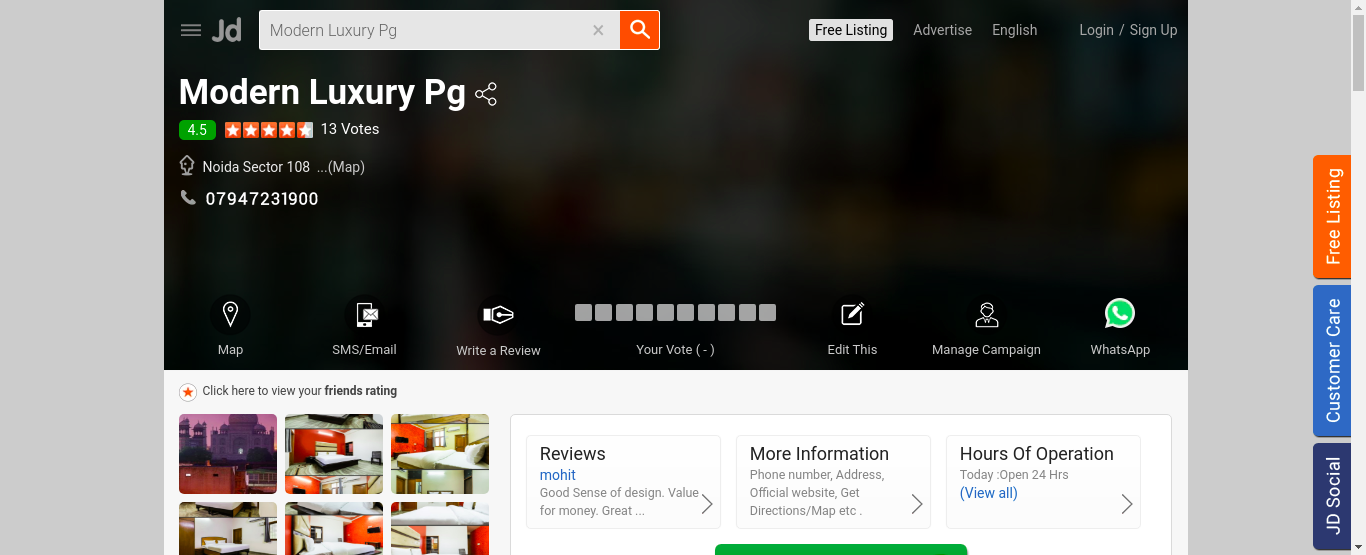 Jd
Modern Luxury Pg
Free Listing
Advertise
English
Login / Sign Up
Modern Luxury Pg
4.5
13 Votes
Noida Sector 108 ...(Map)
07947231900
Map
SMS/Email
Write a Review
Your Vote ( - )
Edit This
Manage Campaign
WhatsApp
Click here to view your friends rating
Reviews
mohit
Good Sense of design. Value
for money. Great ...
More Information
Phone number, Address,
Official website, Get
Directions/Map etc .
Hours Of Operation
Today :Open 24 Hrs
(View all)
Free Listing
Customer Care
JD Social